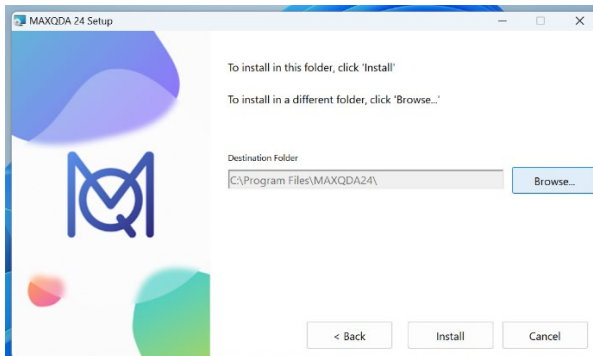 MAXQDA 24 Setup
To install in this folder, click 'Install'
To install in a different folder, click 'Browse...'
Destination Folder
C:\Program Files\MAXQDA24\
Browse...
< Back
Install
Cancel